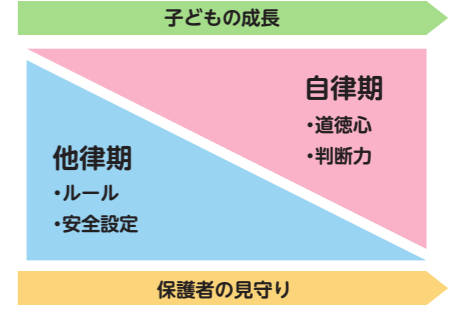 子どもの成長
自律期
・道徳心
・判断力
他律期
・ルール
・安全設定
保護者の見守り